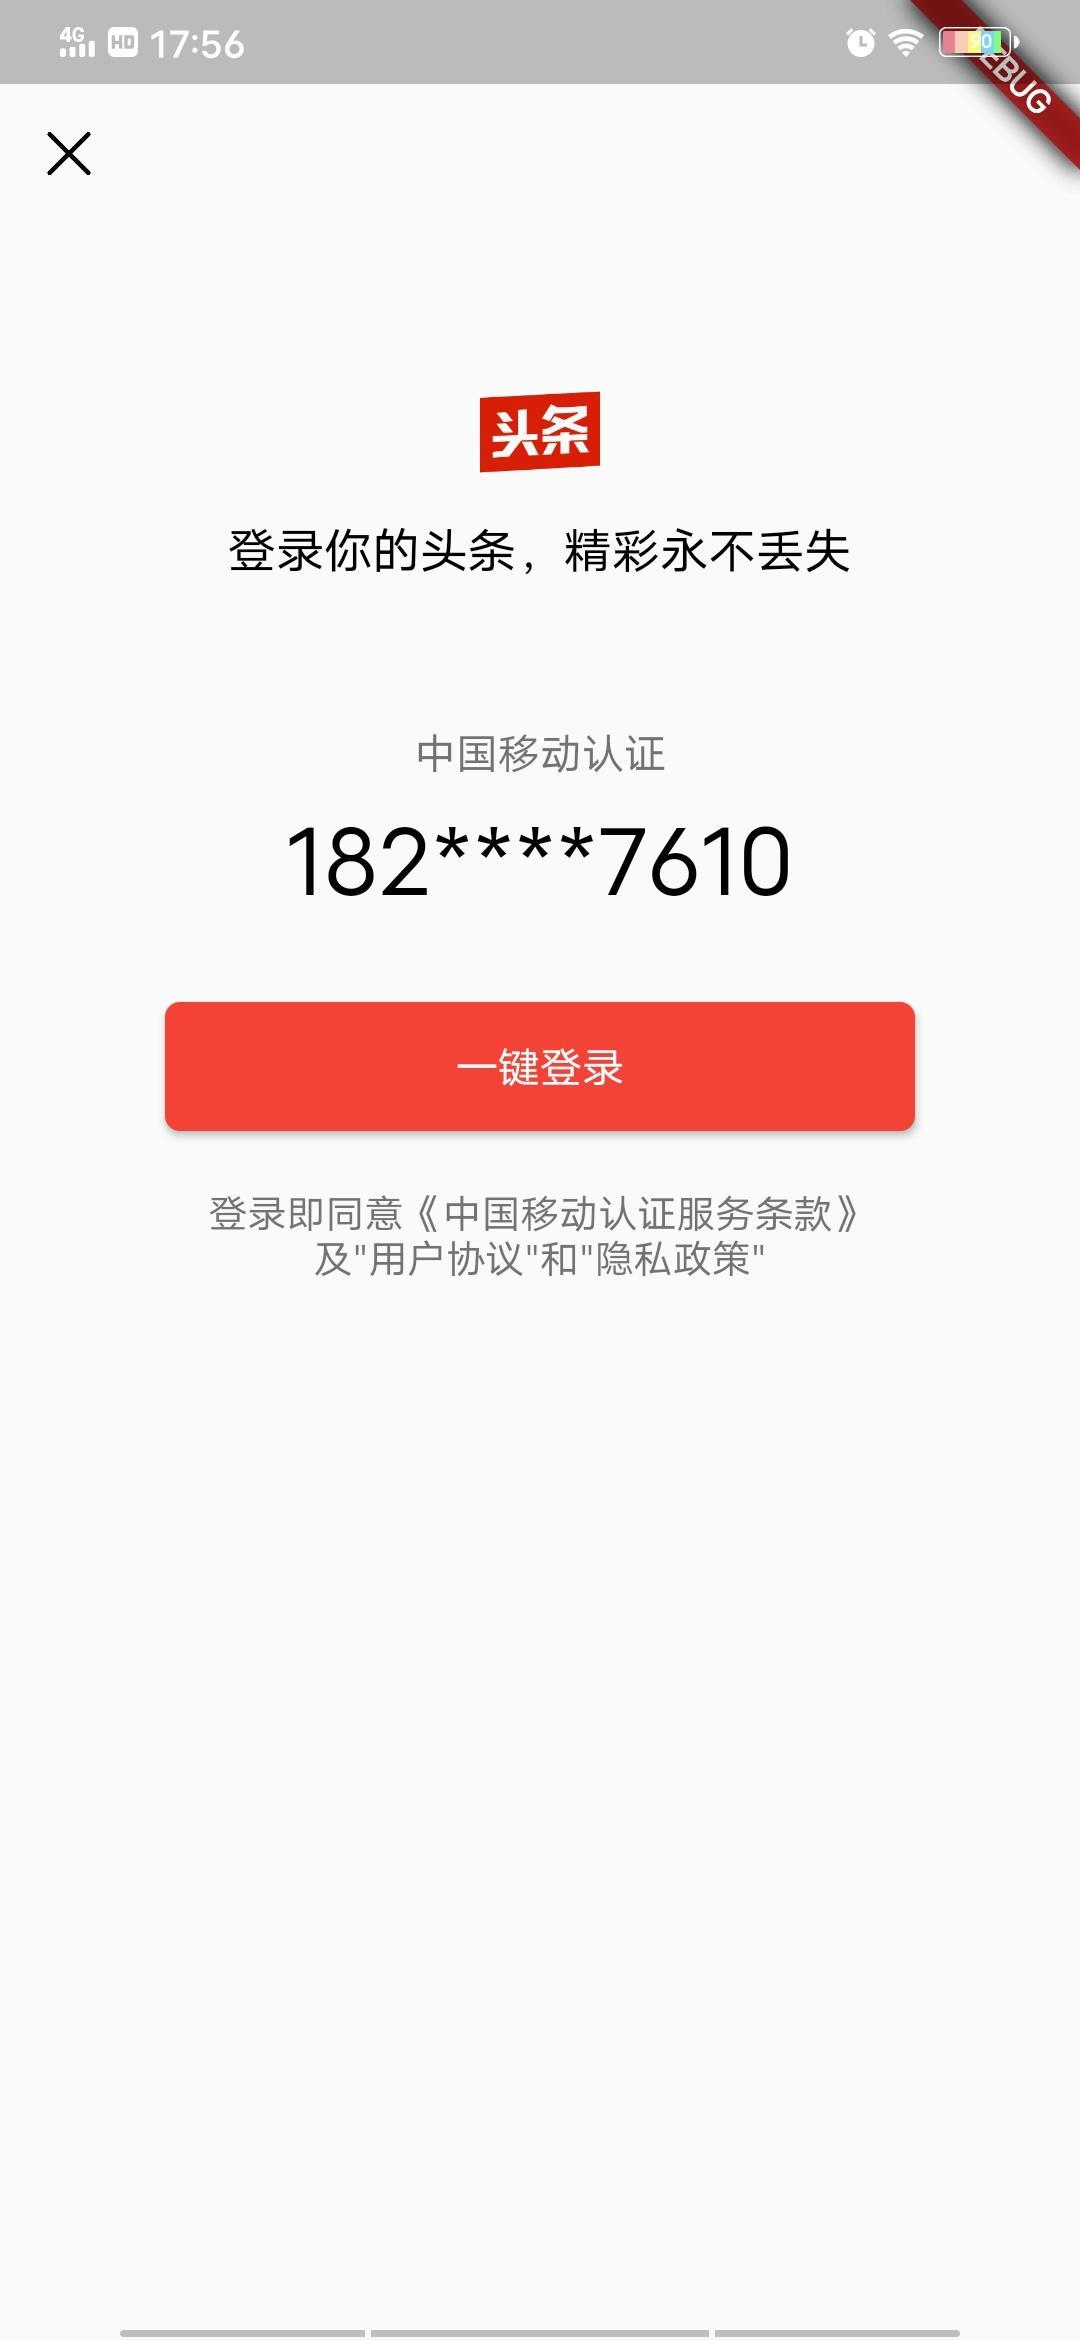 4G HD 17:56 90
DEBUG
头条
登录你的头条，精彩永不丢失
中国移动认证
182****7610
一键登录
登录即同意《中国移动认证服务条款》
及"用户协议"和"隐私政策"